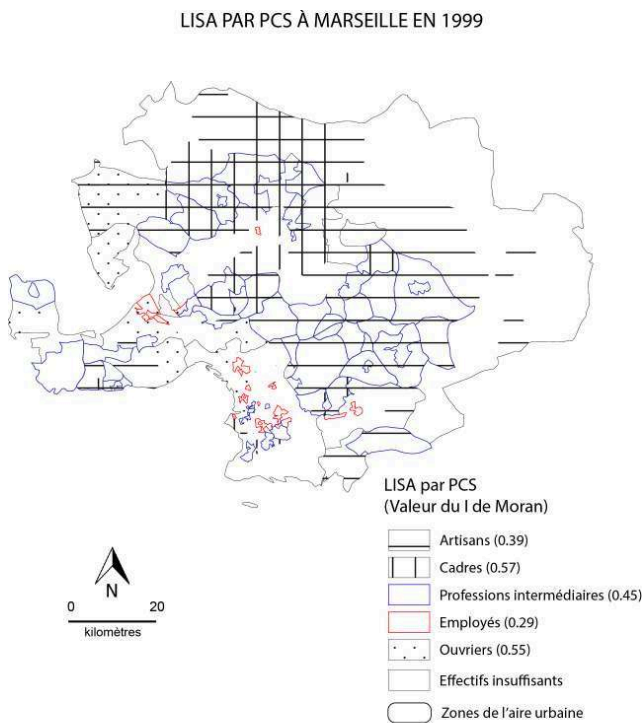 LISA PAR PCS À MARSEILLE EN 1999
LISA par PCS
(Valeur du I de Moran)
Artisans (0.39)
Cadres (0.57)
Professions intermédiaires (0.45)
Employés (0.29)
Ouvriers (0.55)
Effectifs insuffisants
Zones de l'aire urbaine
N
0 20
kilomètres